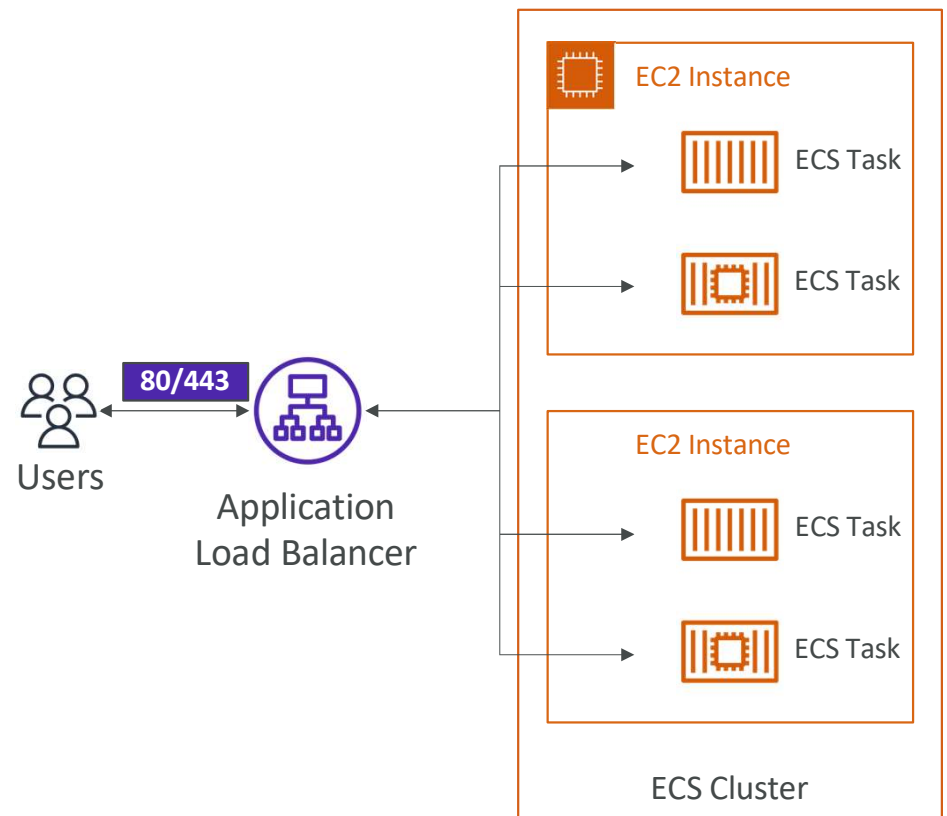 EC2 Instance
ECS Task
ECS Task
80/443
Users
Application
Load Balancer
EC2 Instance
ECS Task
ECS Task
ECS Cluster